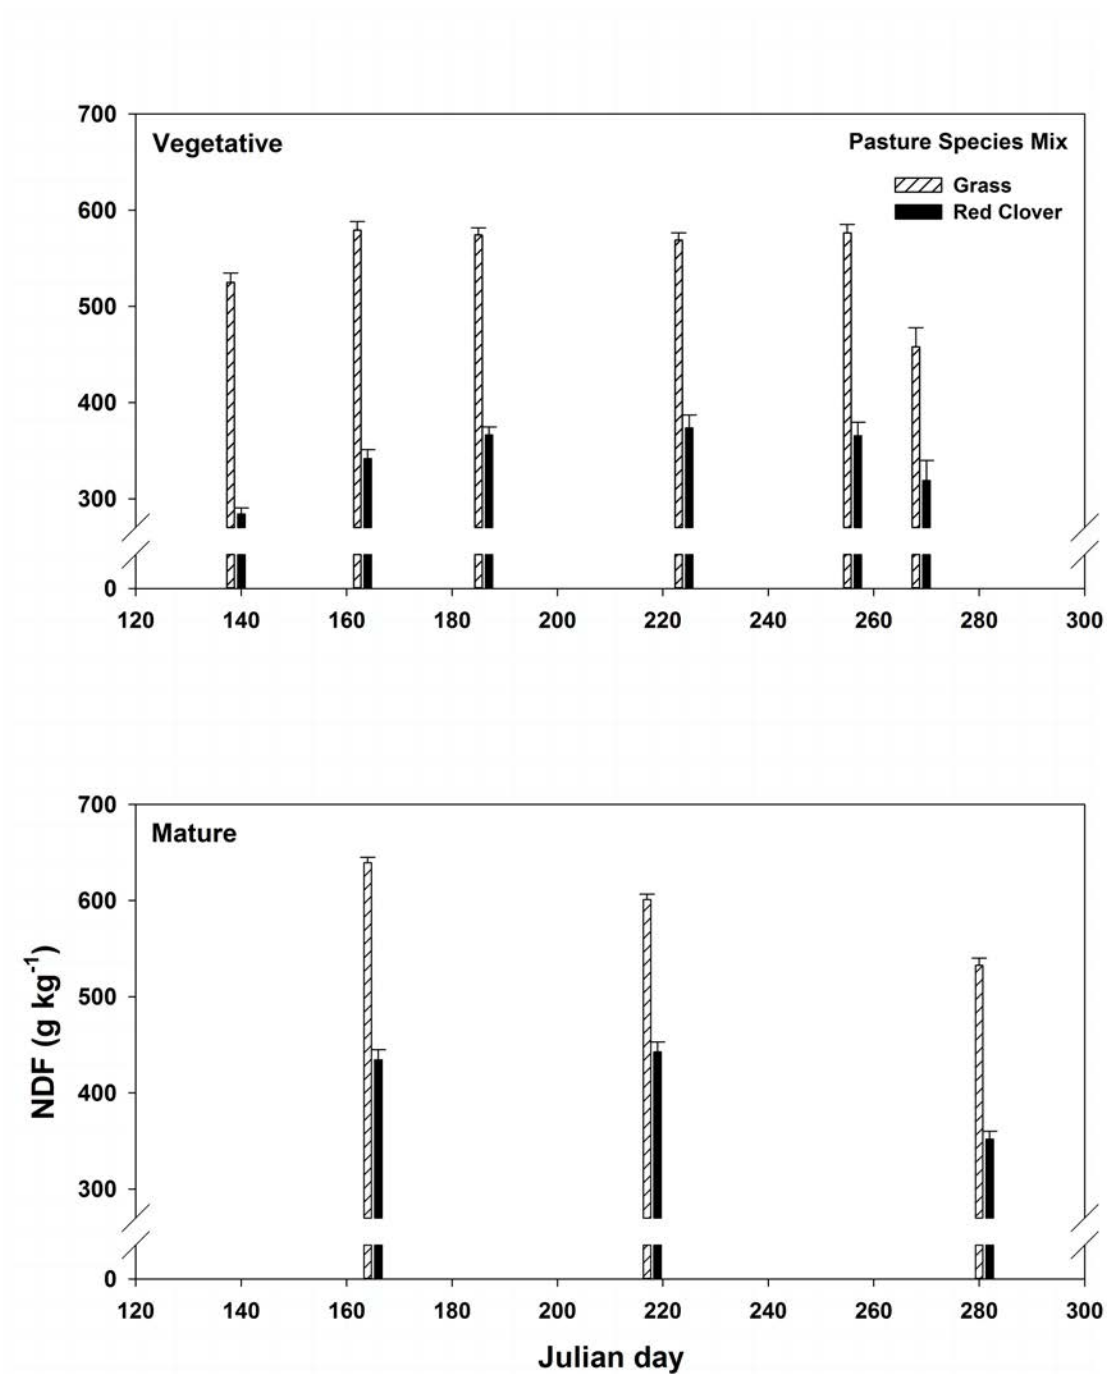 700
Vegetative
Pasture Species Mix
Grass
Red Clover
600
500
400
300
0
120 140 160 180 200 220 240 260 280 300
700
Mature
600
500
400
300
0
NDF (g kg⁻¹)
120 140 160 180 200 220 240 260 280 300
Julian day